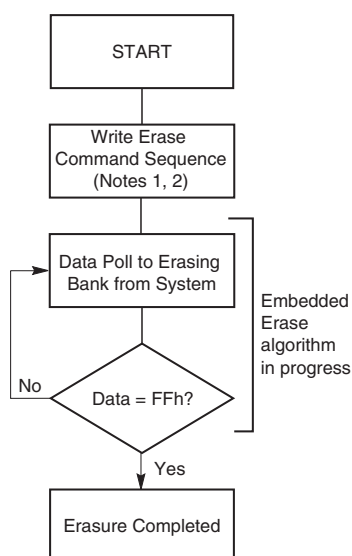 START
Write Erase
Command Sequence
(Notes 1, 2)
Data Poll to Erasing
Bank from System
Embedded
Erase
algorithm
in progress
No
Data = FFh?
Yes
Erasure Completed